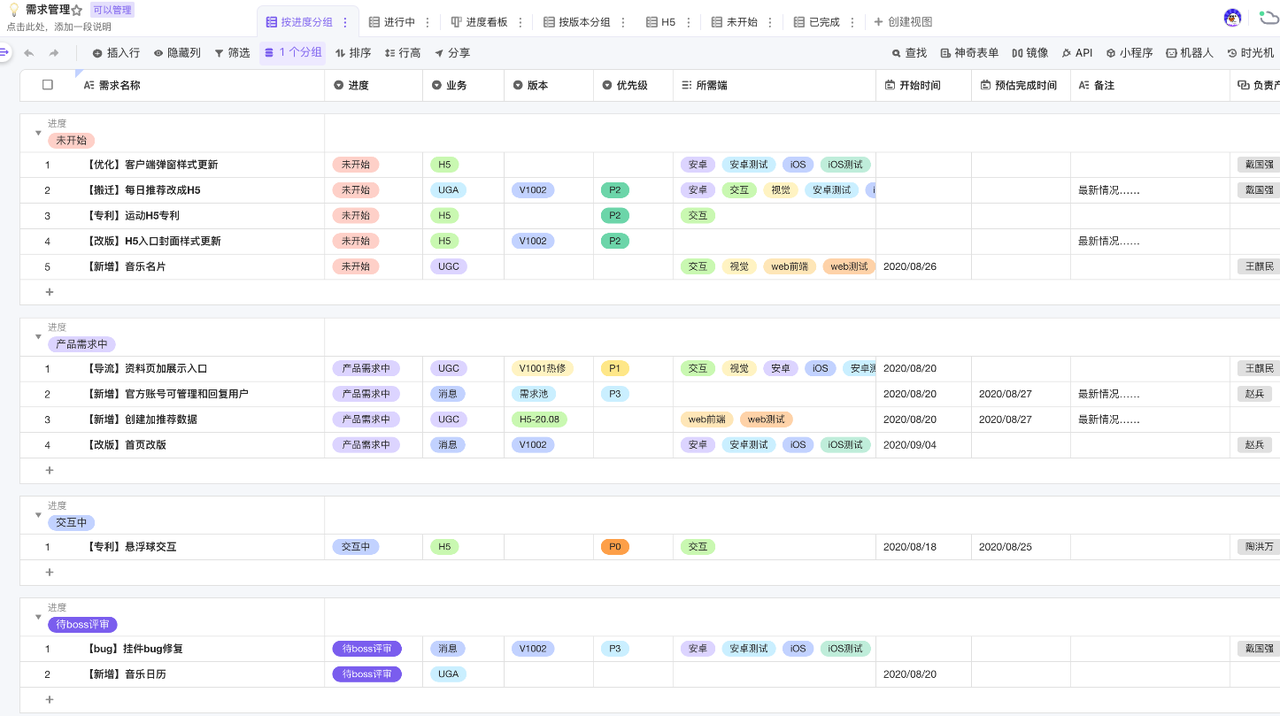 需求管理 可以管理
点击此处，添加一段说明
按进度分组 进行中 进度看板 按版本分组 H5 未开始 已完成 创建视图
插入行 隐藏列 筛选 1 个分组 排序 行高 分享 查找 神奇表单 镜像 API 小程序 机器人 时光机
需求名称 进度 业务 版本 优先级 所需端 开始时间 预估完成时间 备注 负责产
进度
未开始
1 【优化】客户端弹窗样式更新 未开始 H5 安卓 安卓测试 iOS iOS测试 戴国强
2 【搬迁】每日推荐改成H5 未开始 UGA V1002 P2 安卓 交互 视觉 安卓测试 最新情况…… 戴国强
3 【专利】运动H5专利 未开始 H5 P2 交互
4 【改版】H5入口封面样式更新 未开始 H5 V1002 P2 最新情况……
5 【新增】音乐名片 未开始 UGC 交互 视觉 web前端 web测试 2020/08/26 王麒民
进度
产品需求中
1 【导流】资料页加展示入口 产品需求中 UGC V1001热修 P1 交互 视觉 安卓 iOS 安卓测 2020/08/20 王麒民
2 【新增】官方账号可管理和回复用户 产品需求中 消息 需求池 P3 2020/08/20 2020/08/27 最新情况…… 赵兵
3 【新增】创建加推荐数据 产品需求中 UGC H5-20.08 web前端 web测试 2020/08/20 2020/08/27 最新情况……
4 【改版】首页改版 产品需求中 消息 V1002 安卓 安卓测试 iOS iOS测试 2020/09/04 赵兵
进度
交互中
1 【专利】悬浮球交互 交互中 H5 P0 交互 2020/08/18 2020/08/25 陶洪万
进度
待boss评审
1 【bug】挂件bug修复 待boss评审 消息 V1002 P3 安卓 安卓测试 iOS iOS测试 戴国强
2 【新增】音乐日历 待boss评审 UGA 2020/08/20